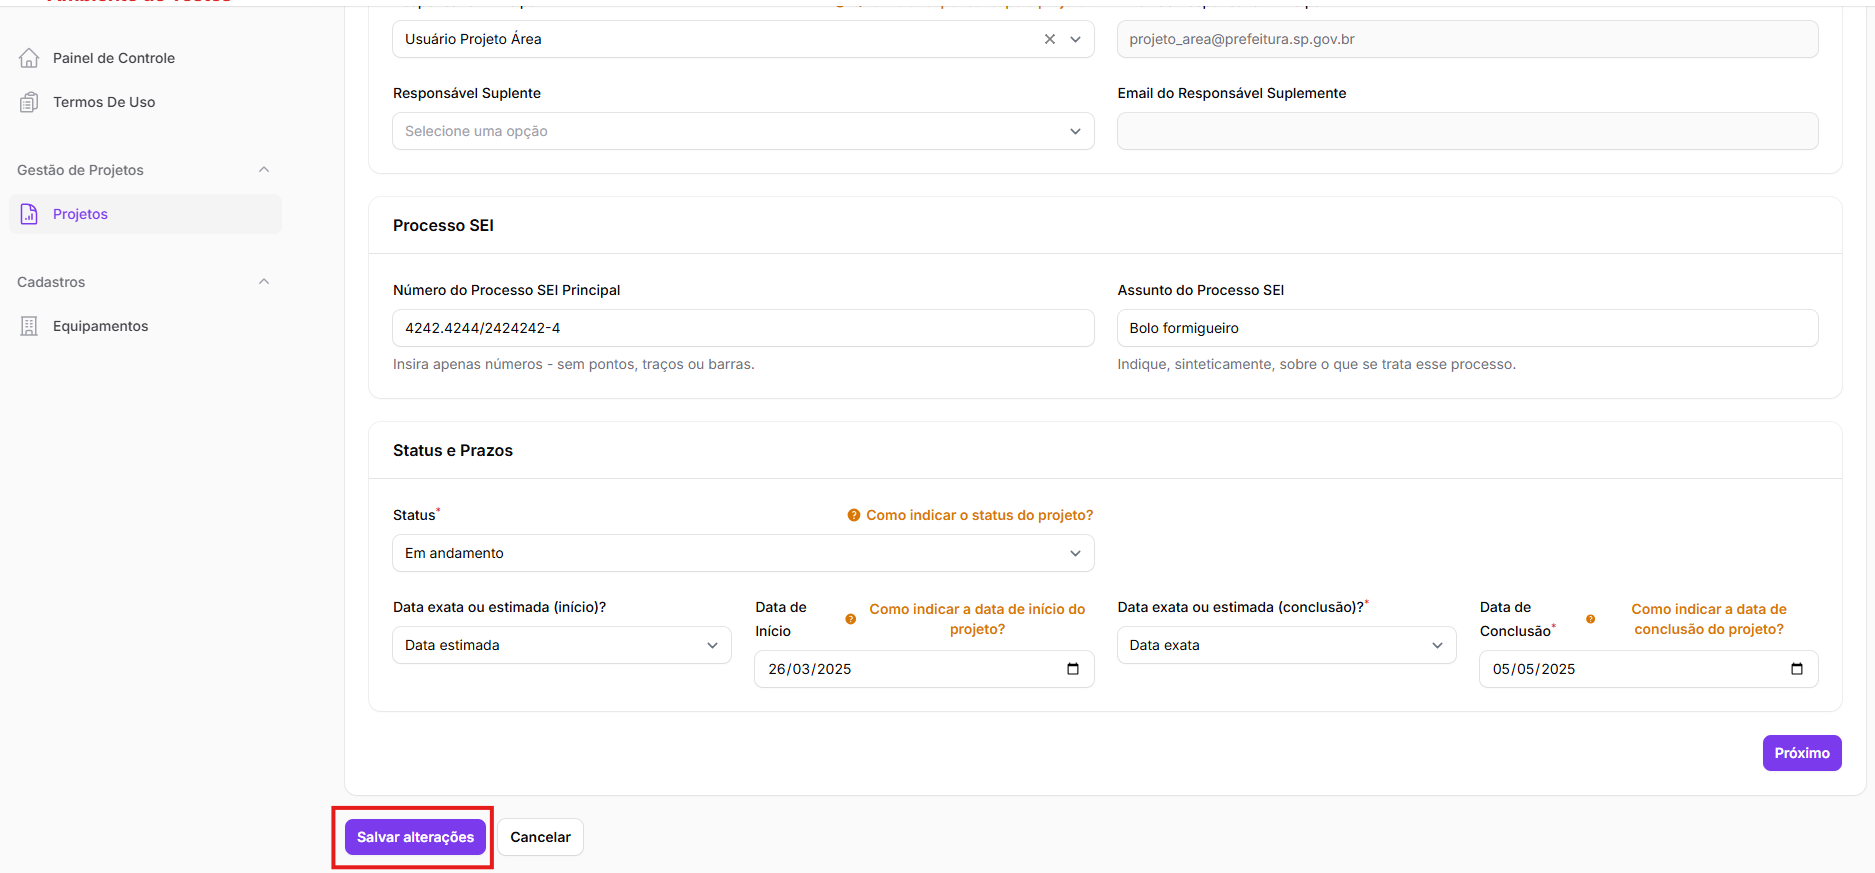 Painel de Controle
Termos De Uso
Gestão de Projetos
Projetos
Cadastros
Equipamentos
Usuário Projeto Área
projeto_area@prefeitura.sp.gov.br
Responsável Suplente
Email do Responsável Suplemente
Selecione uma opção
Processo SEI
Número do Processo SEI Principal
Assunto do Processo SEI
4242.4244/2424242-4
Bolo formigueiro
Insira apenas números - sem pontos, traços ou barras.
Indique, sinteticamente, sobre o que se trata esse processo.
Status e Prazos
Status*
Como indicar o status do projeto?
Em andamento
Data exata ou estimada (início)?
Data estimada
Data de
Início
Como indicar a data de início do
projeto?
26/03/2025
Data exata ou estimada (conclusão)?*
Data exata
Data de
Conclusão*
Como indicar a data de
conclusão do projeto?
05/05/2025
Próximo
Salvar alterações
Cancelar